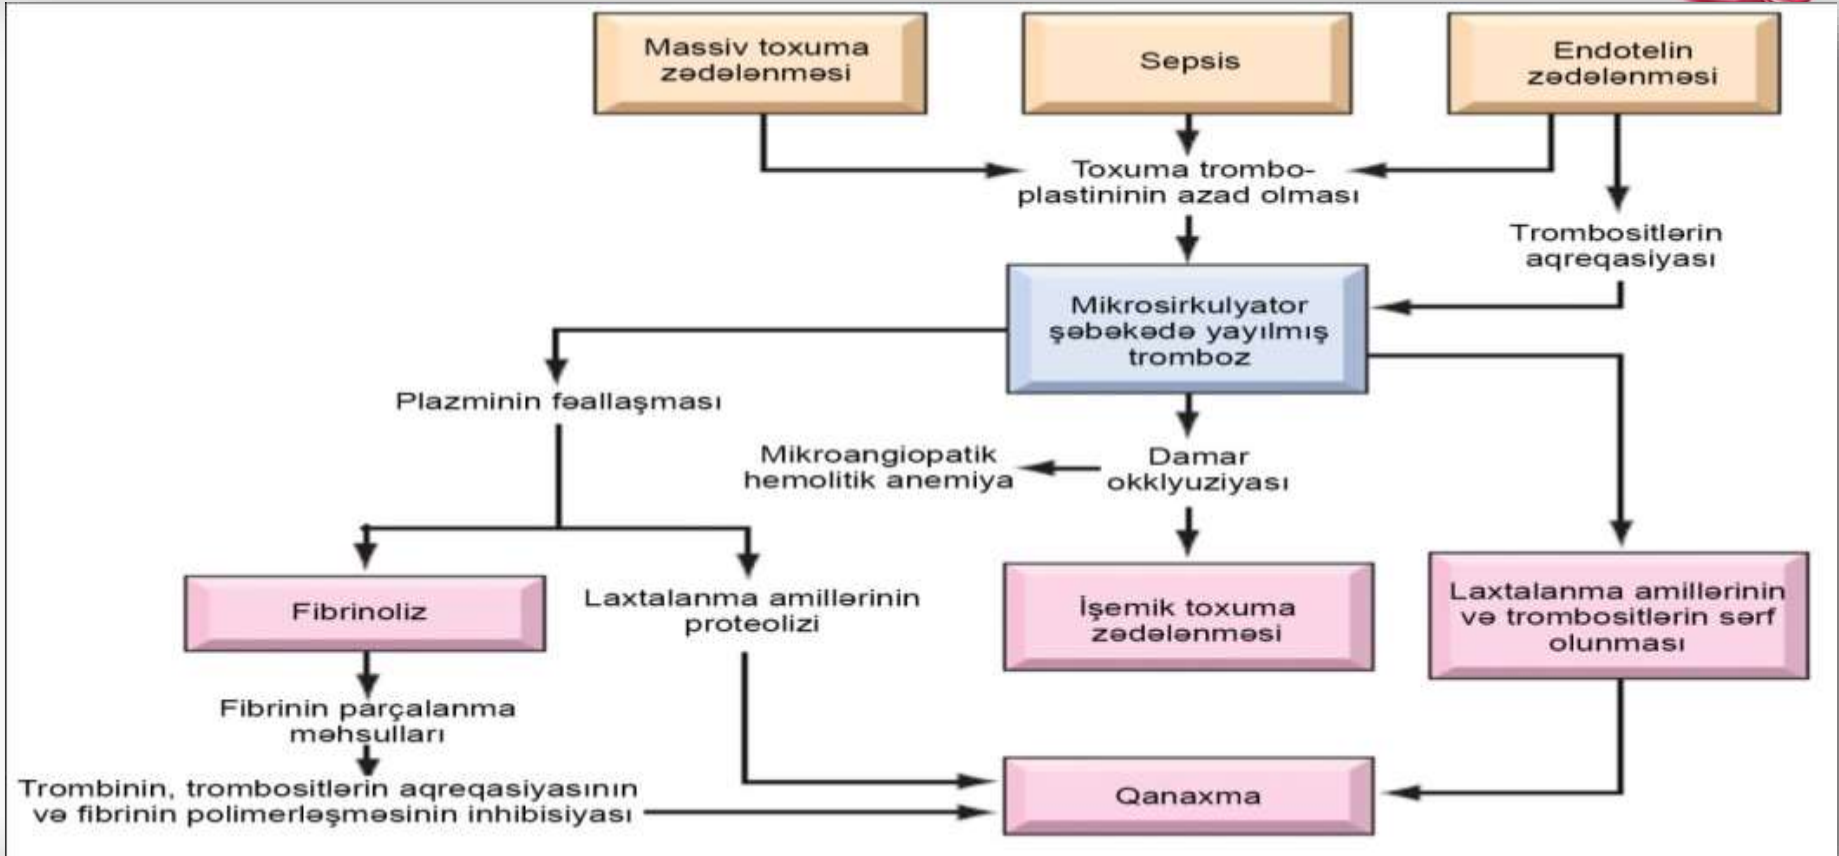 Massiv toxuma
zədələnməsi
Sepsis
Endotelin
zədələnməsi
Toxuma trombo-
plastininin azad olması
Trombositlərin
aqreqasiyası
Mikrosirkulyator
şəbəkədə yayılmış
tromboz
Plazminin fəallaşması
Mikroangiopatik
hemolitik anemiya
Damar
okklyuziyası
Fibrinoliz
Laxtalanma amillərinin
proteolizi
İşemik toxuma
zədələnməsi
Laxtalanma amillərinin
və trombositlərin sərf
olunması
Fibrinin parçalanma
məhsulları
Trombinin, trombositlərin aqreqasiyasının
və fibrinin polimerləşməsinin inhibisiyası
Qanaxma